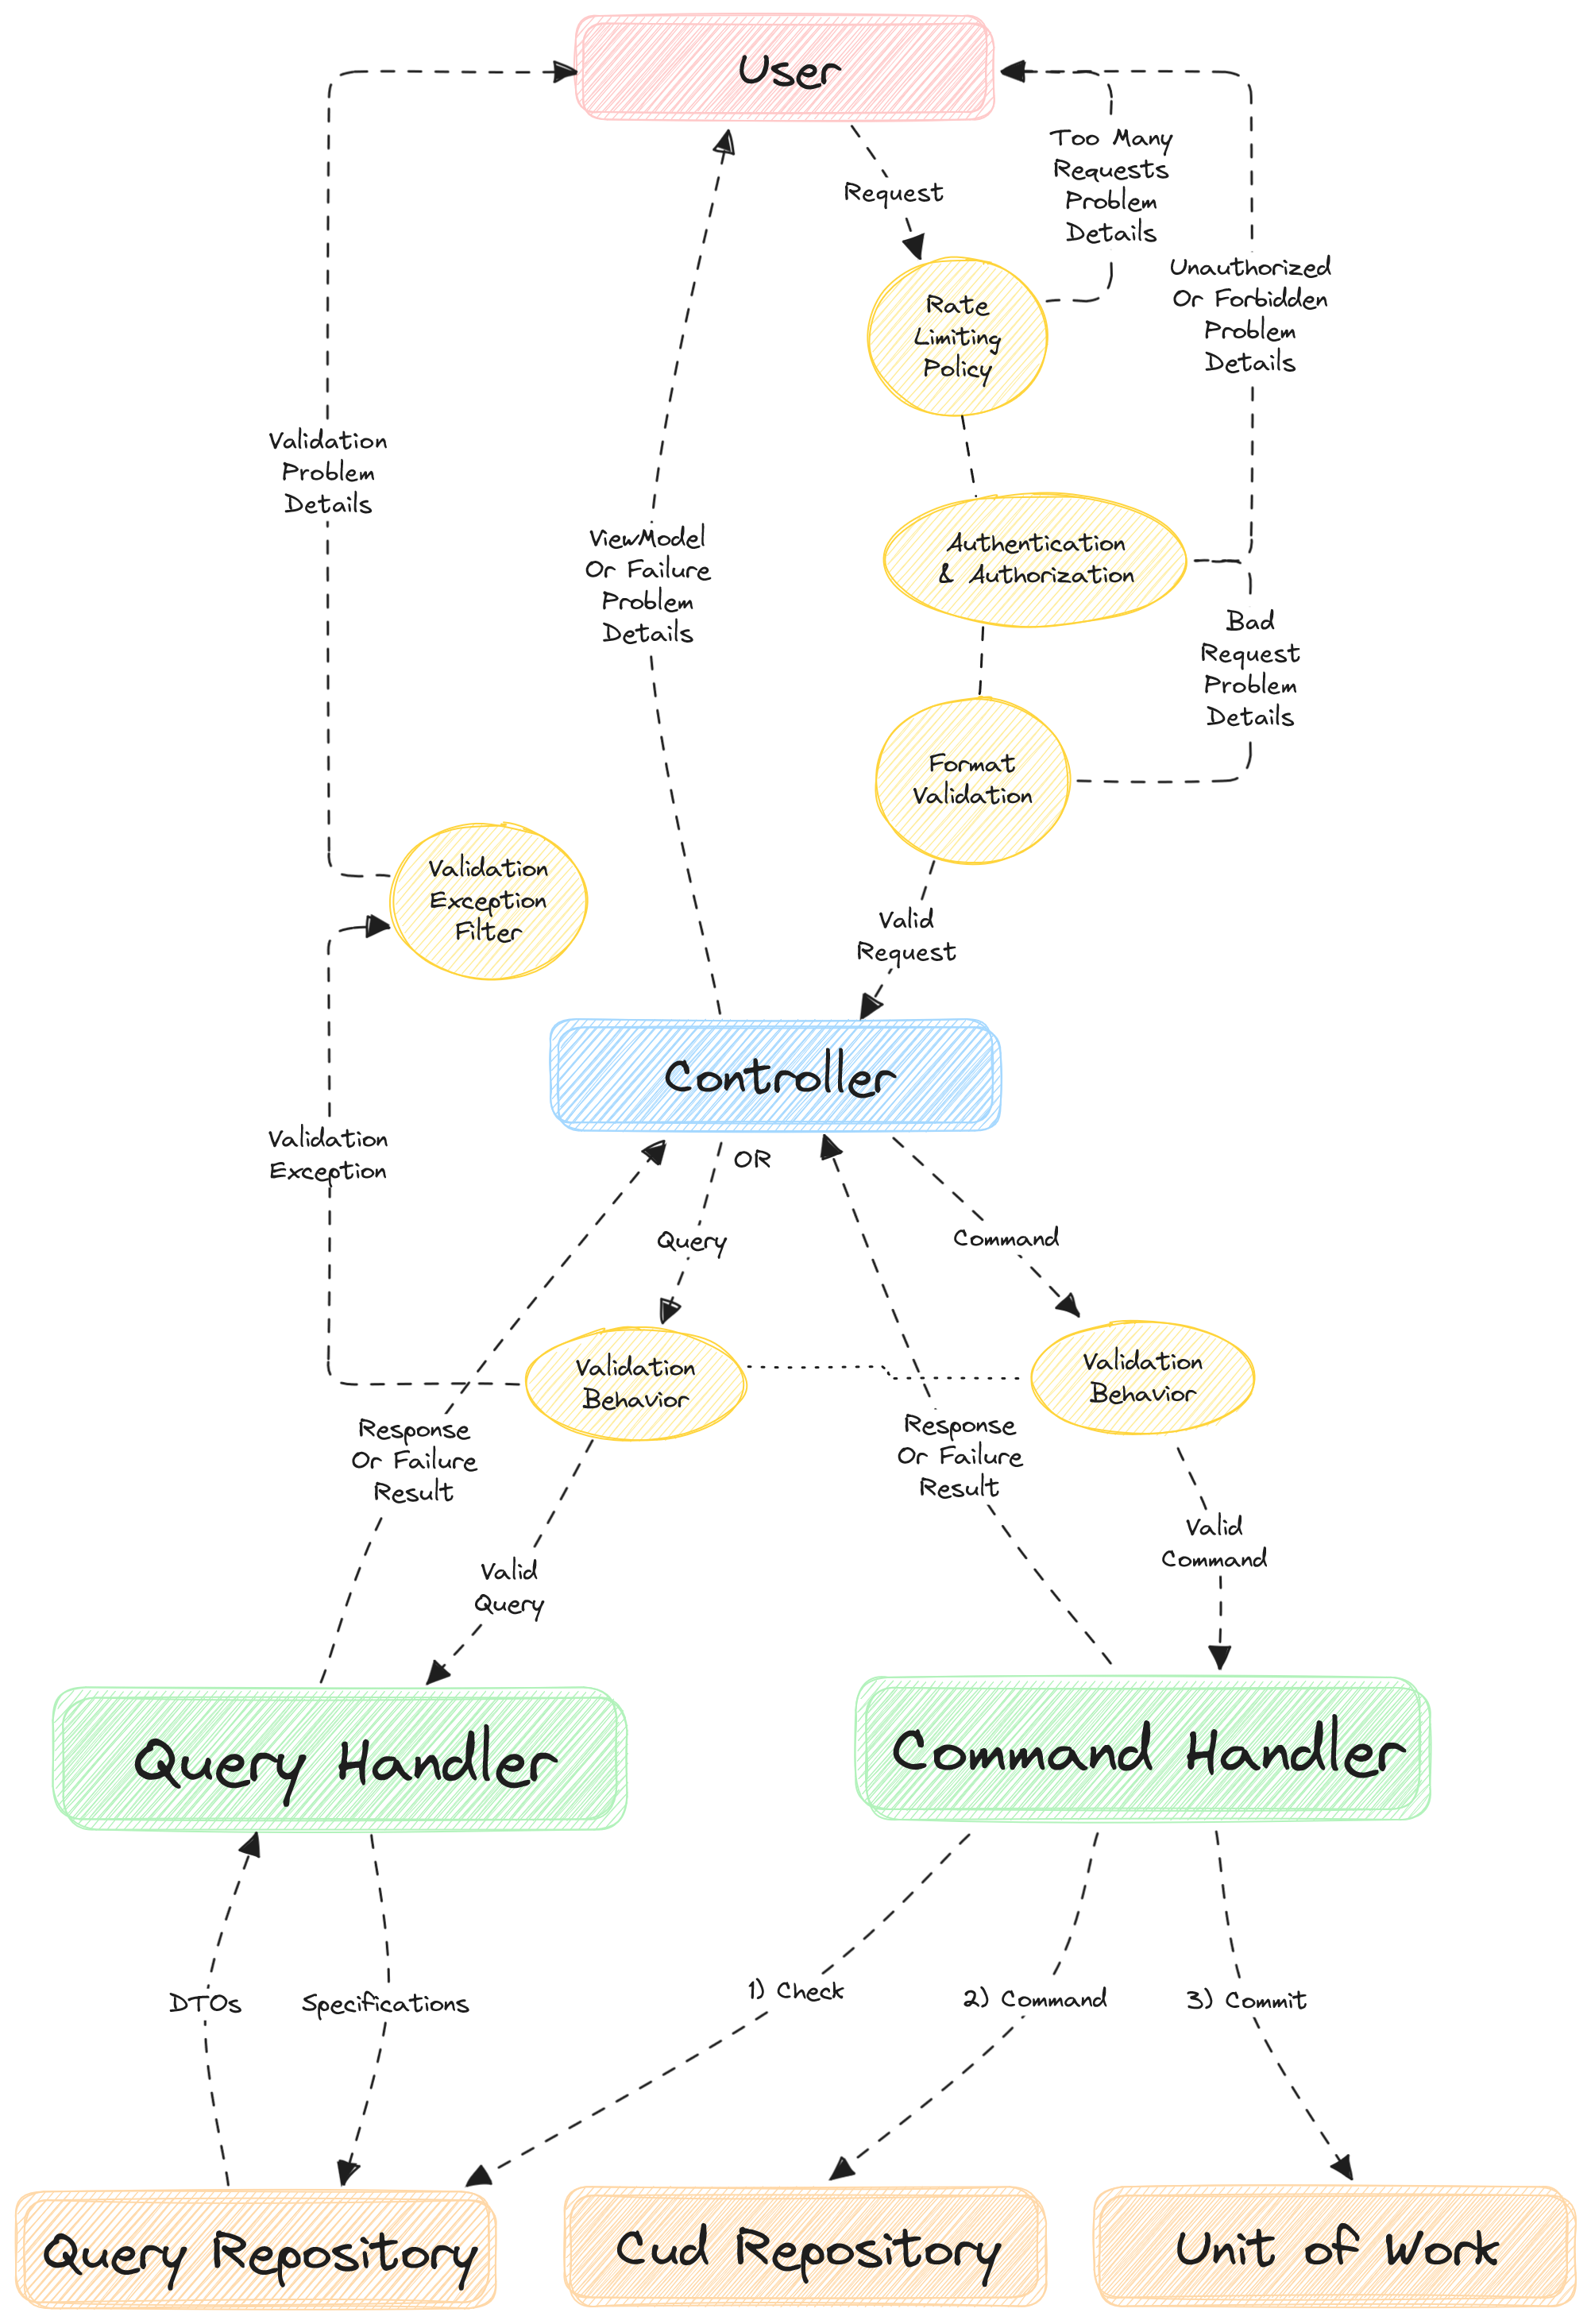 User
Request
Too Many
Requests
Problem
Details
Unauthorized
Or Forbidden
Problem
Details
Rate
Limiting
Policy
Validation
Problem
Details
ViewModel
Or Failure
Problem
Details
Authentication
& Authorization
Bad
Request
Problem
Details
Format
Validation
Validation
Exception
Filter
Valid
Request
Controller
Validation
Exception
OR
Query
Command
Validation
Behavior
Validation
Behavior
Response
Or Failure
Result
Response
Or Failure
Result
Valid
Query
Valid
Command
Query Handler
Command Handler
DTOs
Specifications
1) Check
2) Command
3) Commit
Query Repository
Cud Repository
Unit of Work